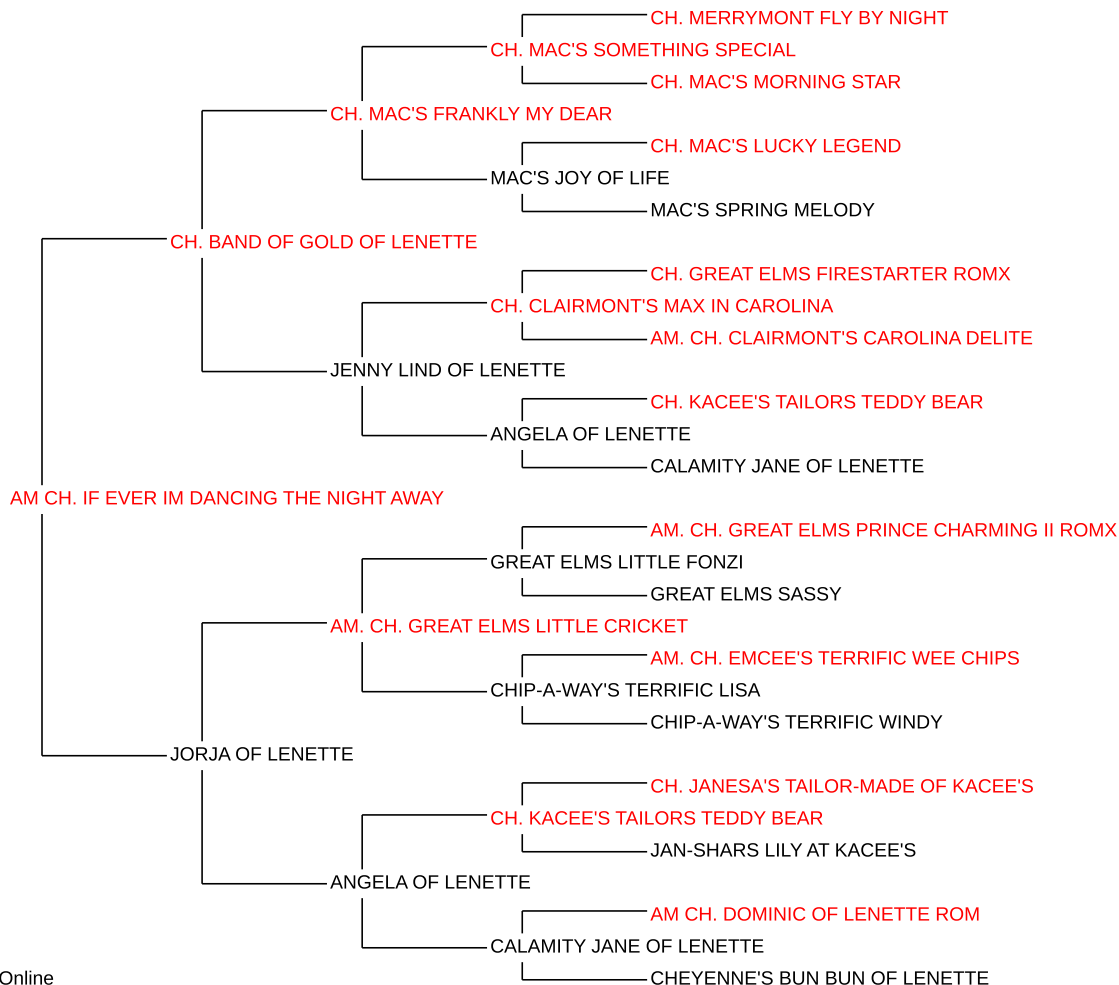 CH. MERRYMONT FLY BY NIGHT
CH. MAC'S SOMETHING SPECIAL
CH. MAC'S MORNING STAR
CH. MAC'S FRANKLY MY DEAR
CH. MAC'S LUCKY LEGEND
MAC'S JOY OF LIFE
MAC'S SPRING MELODY
CH. BAND OF GOLD OF LENETTE
CH. GREAT ELMS FIRESTARTER ROMX
CH. CLAIRMONT'S MAX IN CAROLINA
AM. CH. CLAIRMONT'S CAROLINA DELITE
JENNY LIND OF LENETTE
CH. KACEE'S TAILORS TEDDY BEAR
ANGELA OF LENETTE
CALAMITY JANE OF LENETTE
AM CH. IF EVER IM DANCING THE NIGHT AWAY
AM. CH. GREAT ELMS PRINCE CHARMING II ROMX
GREAT ELMS LITTLE FONZI
GREAT ELMS SASSY
AM. CH. GREAT ELMS LITTLE CRICKET
AM. CH. EMCEE'S TERRIFIC WEE CHIPS
CHIP-A-WAY'S TERRIFIC LISA
CHIP-A-WAY'S TERRIFIC WINDY
JORJA OF LENETTE
CH. JANESA'S TAILOR-MADE OF KACEE'S
CH. KACEE'S TAILORS TEDDY BEAR
JAN-SHARS LILY AT KACEE'S
ANGELA OF LENETTE
AM CH. DOMINIC OF LENETTE ROM
CALAMITY JANE OF LENETTE
CHEYENNE'S BUN BUN OF LENETTE
Online